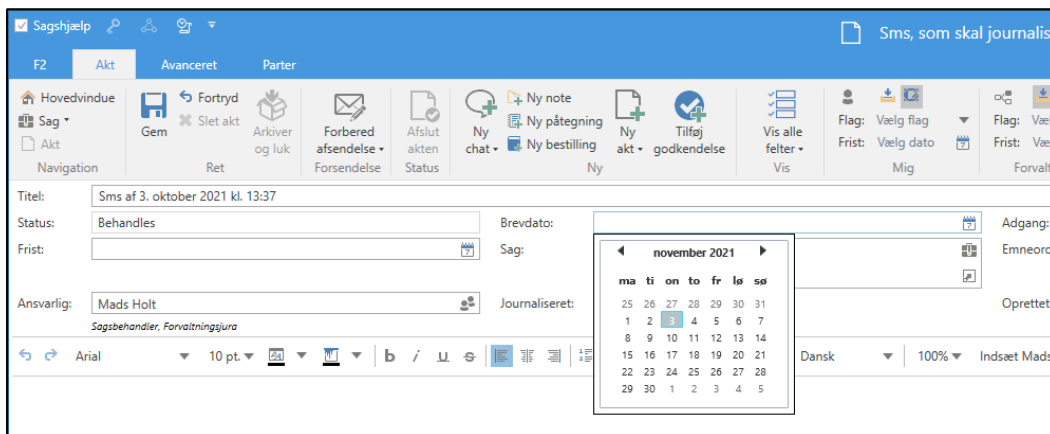 Sagshjælp
Sms, som skal journalis
F2 Akt Avanceret Parter
Hovedvindue
Sag
Akt
Navigation
Gem
Fortryd
Slet akt
Arkiver og luk
Ret
Forbered afsendelse
Forsendelse
Afslut akten
Status
Ny chat
Ny note
Ny påtegning
Ny bestilling
Ny akt
Tilføj godkendelse
Ny
Vis alle felter
Vis
Flag: Vælg flag
Frist: Vælg dato
Mig
Flag: Væl
Frist: Væ
Forvalt
Titel: Sms af 3. oktober 2021 kl. 13:37
Status: Behandles Brevdato: Adgang:
Frist: Sag: Emneord
Ansvarlig: Mads Holt Journaliseret: Oprettet
Sagsbehandler, Forvaltningsjura
november 2021
ma ti on to fr lø sø
25 26 27 28 29 30 31
1 2 3 4 5 6 7
8 9 10 11 12 13 14
15 16 17 18 19 20 21
22 23 24 25 26 27 28
29 30 1 2 3 4 5
Arial 10 pt. b i u s Dansk 100% Indsæt Mads